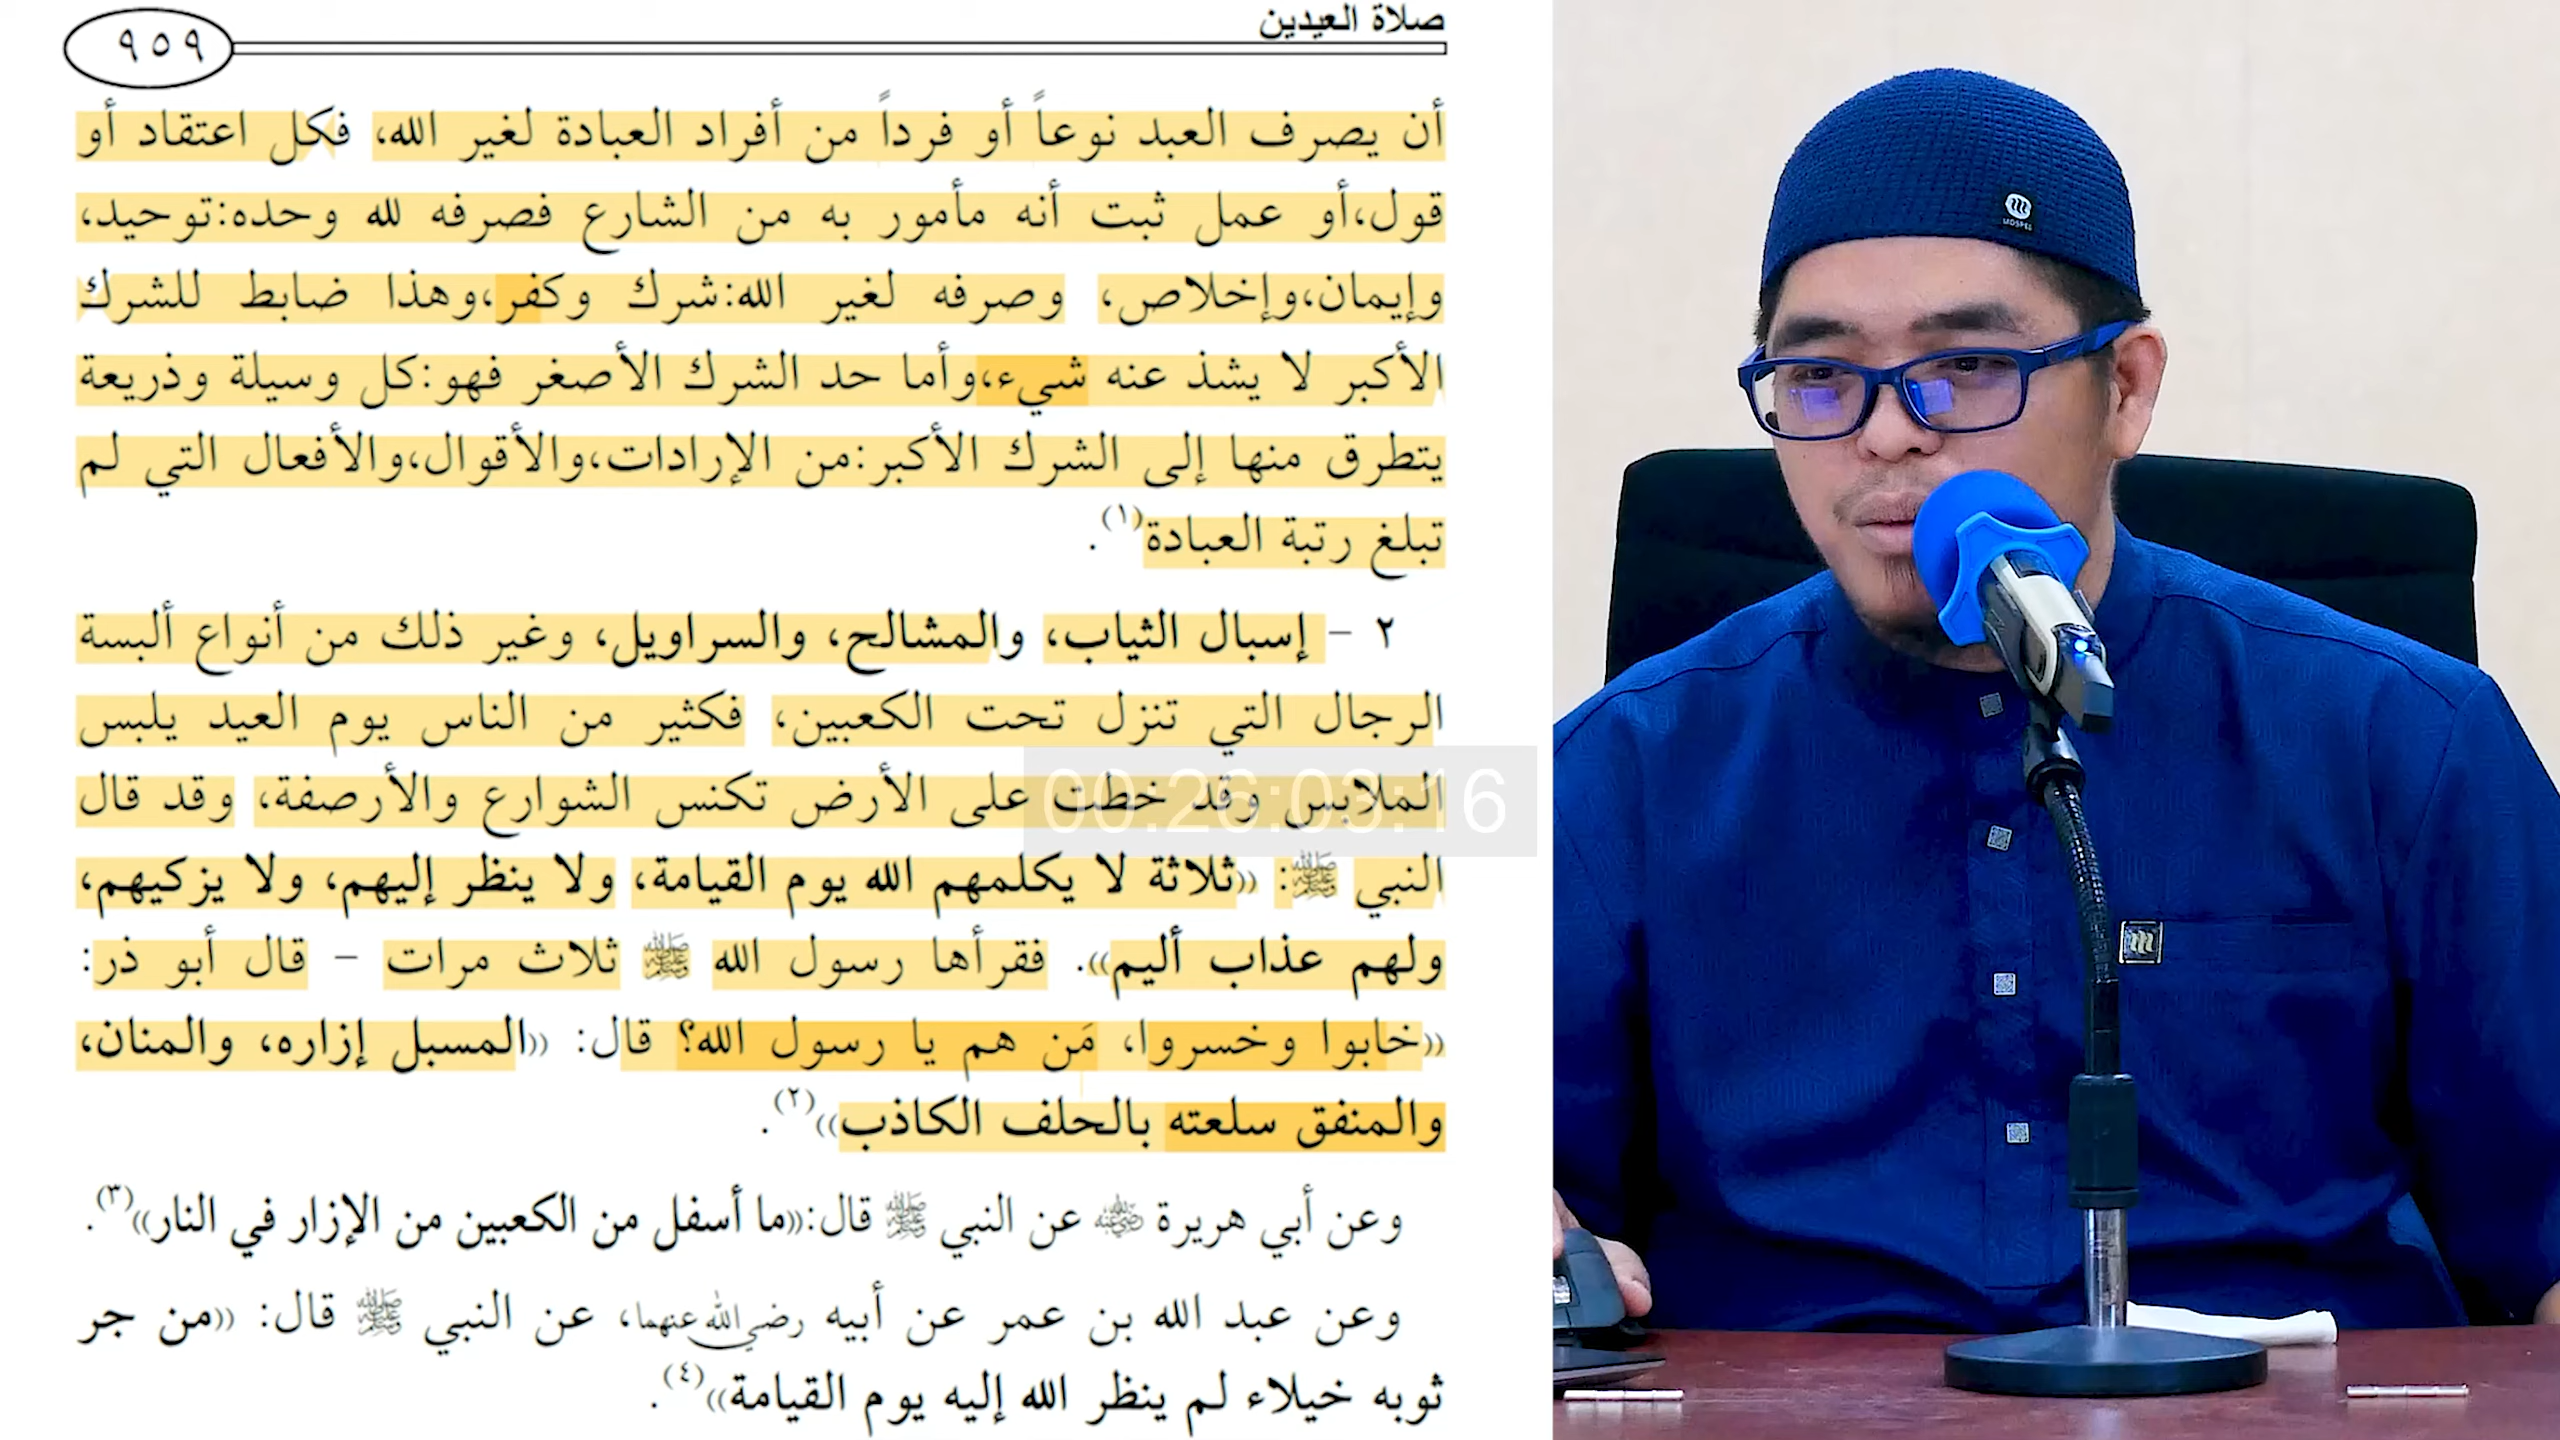 صلاة العيدين
٩٥٩
أن يصرف العبد نوعاً أو فرداً من أفراد العبادة لغير الله، فكل اعتقاد أو
قول،أو عمل ثبت أنه مأمور به من الشارع فصرفه لله وحده:توحيد،
وإيمان،وإخلاص، وصرفه لغير الله:شرك وكفر،وهذا ضابط للشرك
الأكبر لا يشذ عنه شيء،وأما حد الشرك الأصغر فهو:كل وسيلة وذريعة
يتطرق منها إلى الشرك الأكبر:من الإرادات،والأقوال،والأفعال التي لم
تبلغ رتبة العبادة(١).
٢ – إسبال الثياب، والمشالح، والسراويل، وغير ذلك من أنواع ألبسة
الرجال التي تنزل تحت الكعبين، فكثير من الناس يوم العيد يلبس
الملابس وقد خطت على الأرض تكنس الشوارع والأرصفة، وقد قال
النبي ﷺ: ((ثلاثة لا يكلمهم الله يوم القيامة، ولا ينظر إليهم، ولا يزكيهم،
ولهم عذاب أليم)). فقرأها رسول الله ﷺ ثلاث مرات – قال أبو ذر:
((خابوا وخسروا، مَن هم يا رسول الله؟ قال: ((المسبل إزاره، والمنان،
والمنفق سلعته بالحلف الكاذب))(٢).
وعن أبي هريرة رضي الله عنه عن النبي ﷺ قال:((ما أسفل من الكعبين من الإزار في النار))(٣).
وعن عبد الله بن عمر عن أبيه رضي الله عنهما، عن النبي ﷺ قال: ((من جر
ثوبه خيلاء لم ينظر الله إليه يوم القيامة))(٤).
00:26:03:16